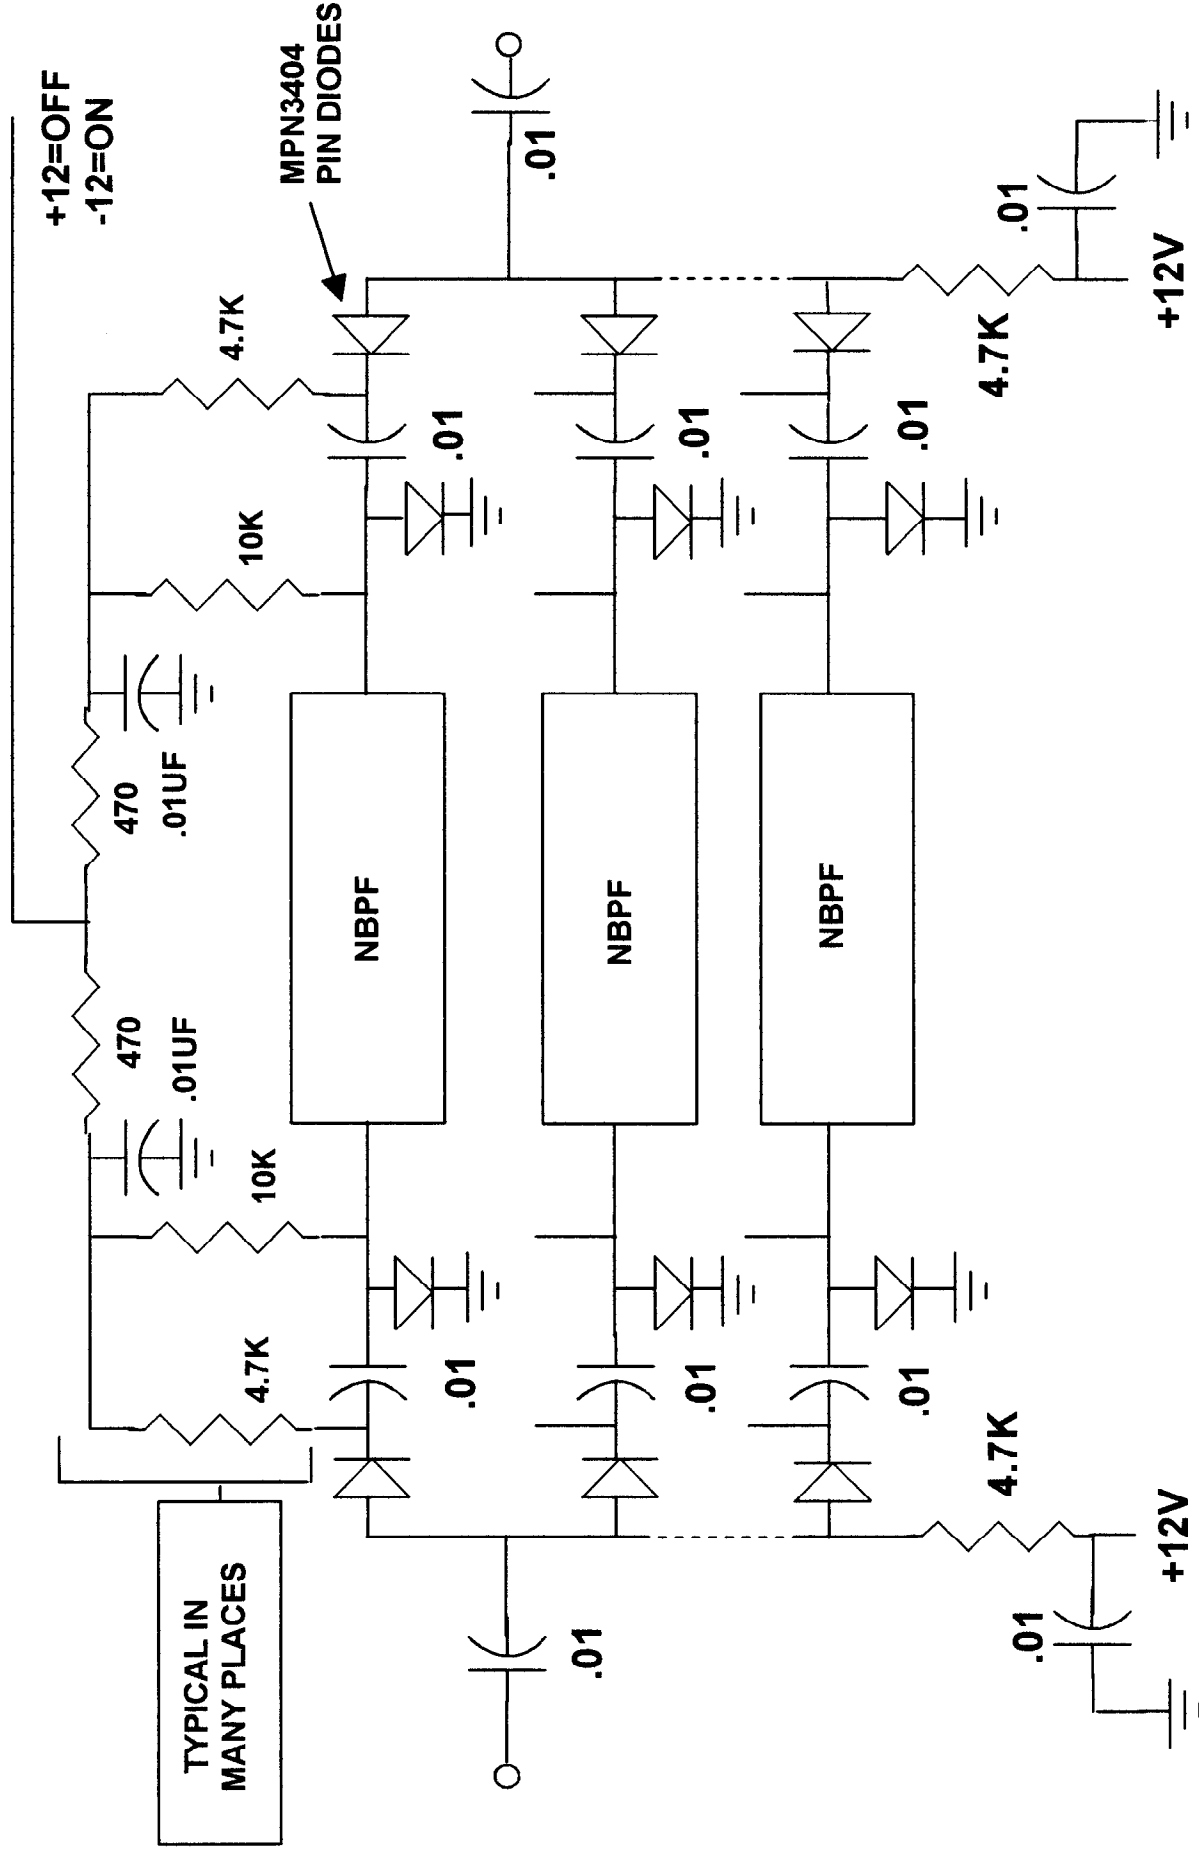 +12=OFF
-12=ON
470
.01UF
470
.01UF
4.7K
10K
10K
4.7K
MPN3404
PIN DIODES
TYPICAL IN
MANY PLACES
NBPF
.01
.01
.01
.01
NBPF
.01
.01
NBPF
.01
.01
4.7K
4.7K
.01
.01
+12V
+12V